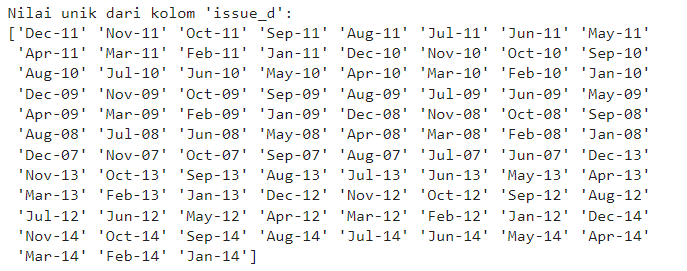 Nilai unik dari kolom 'issue_d':
['Dec-11' 'Nov-11' 'Oct-11' 'Sep-11' 'Aug-11' 'Jul-11' 'Jun-11' 'May-11'
'Apr-11' 'Mar-11' 'Feb-11' 'Jan-11' 'Dec-10' 'Nov-10' 'Oct-10' 'Sep-10'
'Aug-10' 'Jul-10' 'Jun-10' 'May-10' 'Apr-10' 'Mar-10' 'Feb-10' 'Jan-10'
'Dec-09' 'Nov-09' 'Oct-09' 'Sep-09' 'Aug-09' 'Jul-09' 'Jun-09' 'May-09'
'Apr-09' 'Mar-09' 'Feb-09' 'Jan-09' 'Dec-08' 'Nov-08' 'Oct-08' 'Sep-08'
'Aug-08' 'Jul-08' 'Jun-08' 'May-08' 'Apr-08' 'Mar-08' 'Feb-08' 'Jan-08'
'Dec-07' 'Nov-07' 'Oct-07' 'Sep-07' 'Aug-07' 'Jul-07' 'Jun-07' 'Dec-13'
'Nov-13' 'Oct-13' 'Sep-13' 'Aug-13' 'Jul-13' 'Jun-13' 'May-13' 'Apr-13'
'Mar-13' 'Feb-13' 'Jan-13' 'Dec-12' 'Nov-12' 'Oct-12' 'Sep-12' 'Aug-12'
'Jul-12' 'Jun-12' 'May-12' 'Apr-12' 'Mar-12' 'Feb-12' 'Jan-12' 'Dec-14'
'Nov-14' 'Oct-14' 'Sep-14' 'Aug-14' 'Jul-14' 'Jun-14' 'May-14' 'Apr-14'
'Mar-14' 'Feb-14' 'Jan-14']